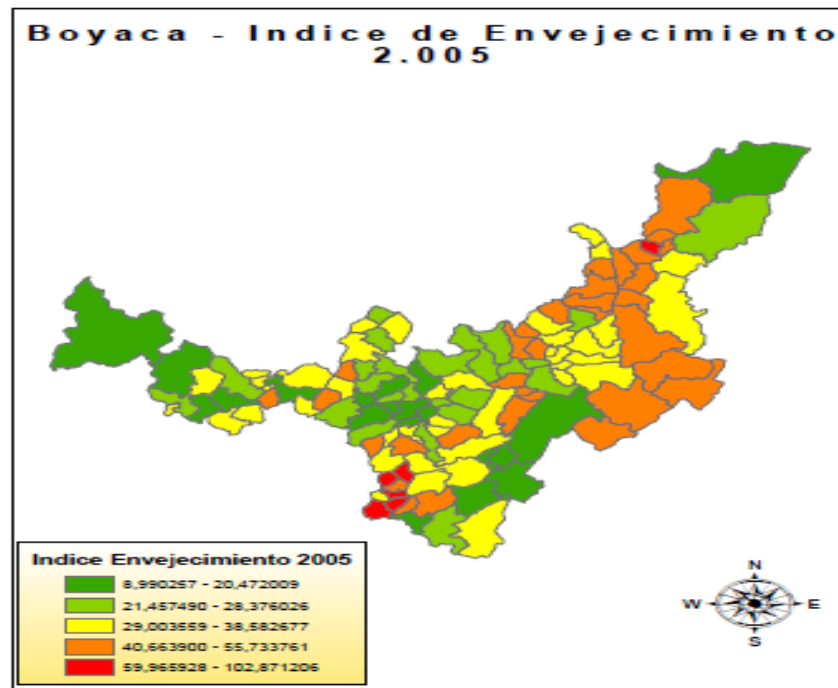 Boyaca - Indice de Envejecimiento
2.005
Indice Envejecimiento 2005
8,990257 - 20,472009
21,457490 - 28,376026
29,003559 - 38,582677
40,663900 - 55,733761
59,965928 - 102,871206
N
W E
S